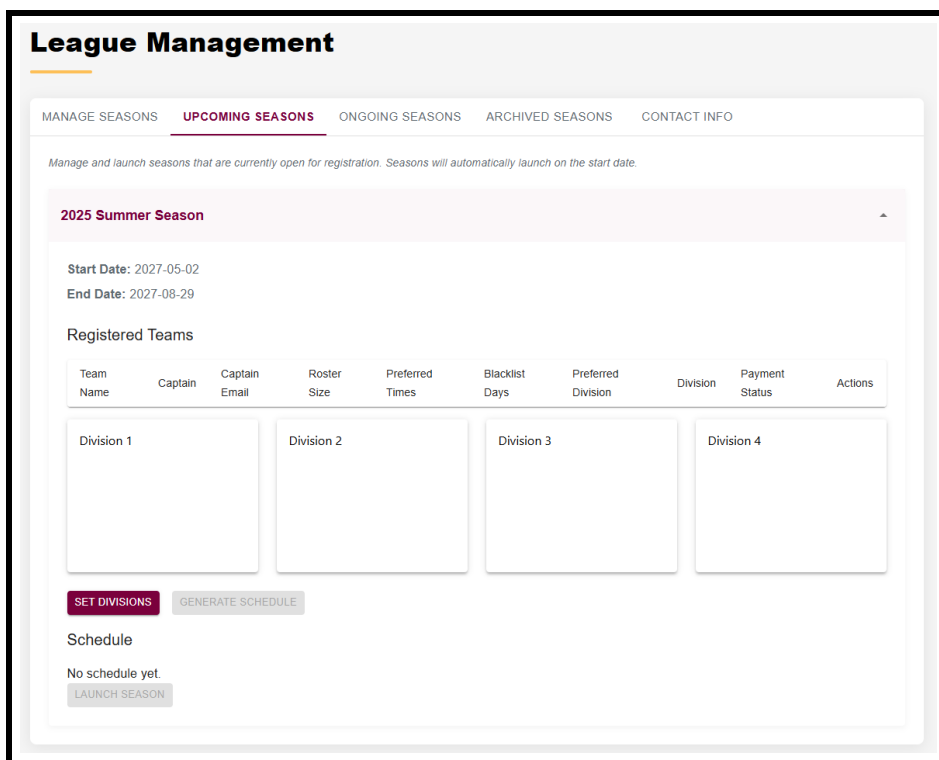 League Management
MANAGE SEASONS UPCOMING SEASONS ONGOING SEASONS ARCHIVED SEASONS CONTACT INFO
Manage and launch seasons that are currently open for registration. Seasons will automatically launch on the start date.
2025 Summer Season
Start Date: 2027-05-02
End Date: 2027-08-29
Registered Teams
Team Name Captain Captain Email Roster Size Preferred Times Blacklist Days Preferred Division Division Payment Status Actions
Division 1 Division 2 Division 3 Division 4
SET DIVISIONS GENERATE SCHEDULE
Schedule
No schedule yet.
LAUNCH SEASON